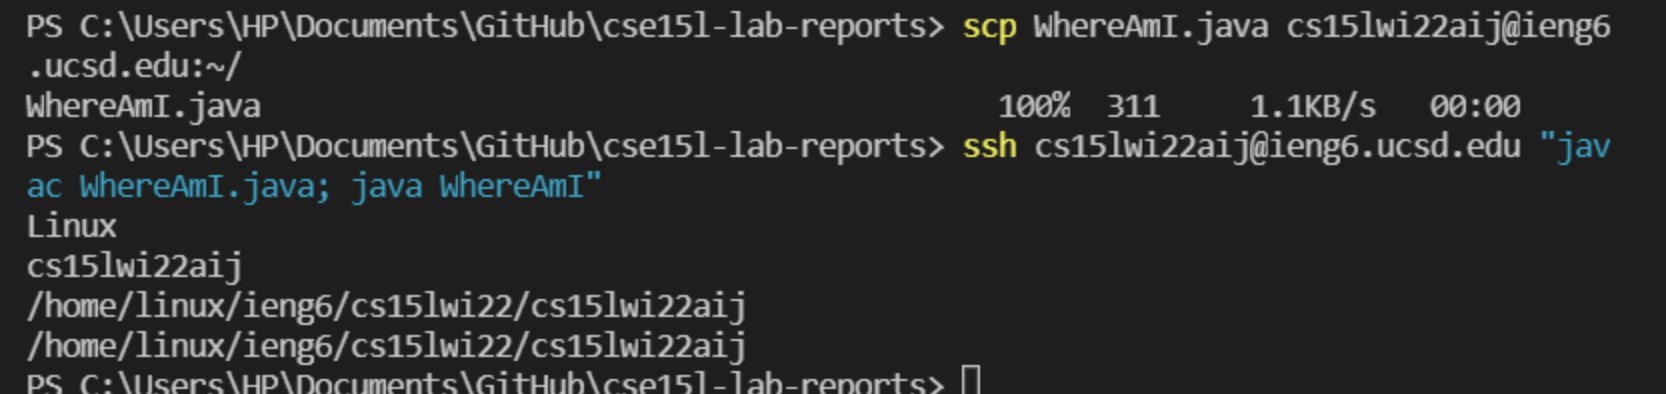 PS C:\Users\HP\Documents\GitHub\cse15l-lab-reports> scp WhereAmI.java cs15lwi22aij@ieng6
.ucsd.edu:~/
WhereAmI.java 100% 311 1.1KB/s 00:00
PS C:\Users\HP\Documents\GitHub\cse15l-lab-reports> ssh cs15lwi22aij@ieng6.ucsd.edu "jav
ac WhereAmI.java; java WhereAmI"
Linux
cs15lwi22aij
/home/linux/ieng6/cs15lwi22/cs15lwi22aij
/home/linux/ieng6/cs15lwi22/cs15lwi22aij
PS C:\Users\HP\Documents\GitHub\cse15l-lab-reports>